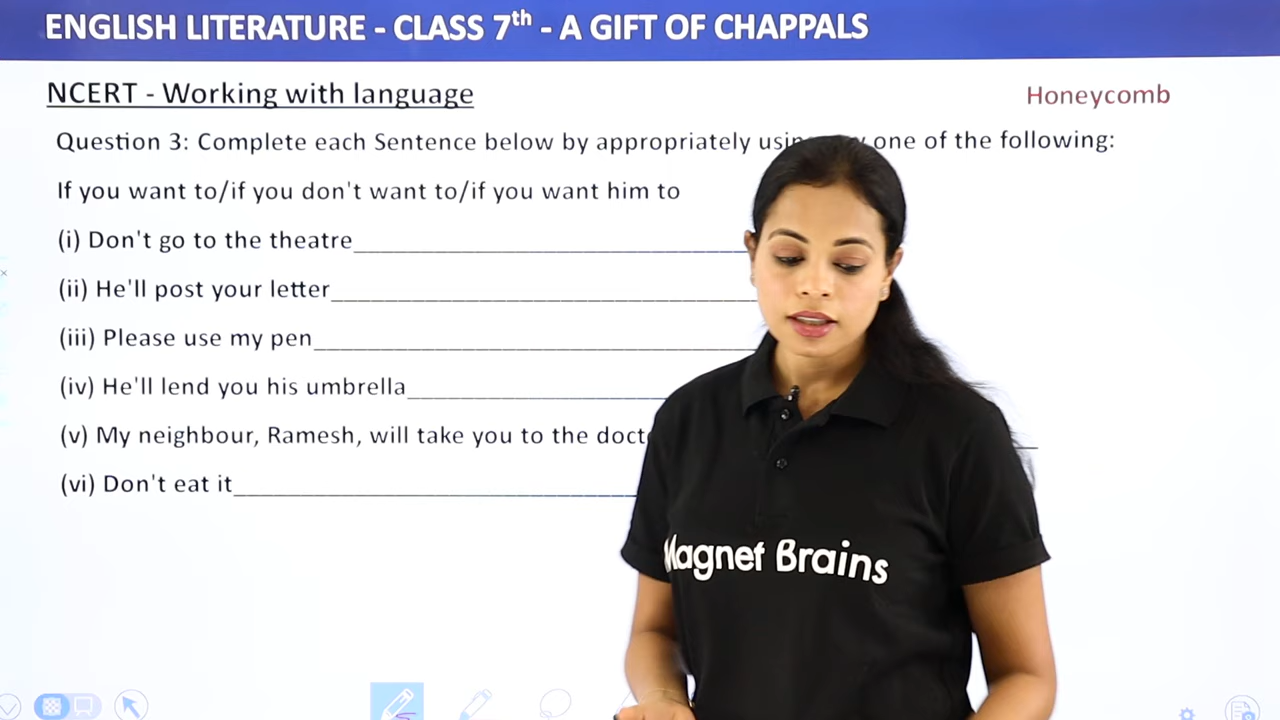 ENGLISH LITERATURE - CLASS 7th - A GIFT OF CHAPPALS
NCERT - Working with language
Honeycomb
Question 3: Complete each Sentence below by appropriately one of the following:
If you want to/if you don't want to/if you want him to
(i) Don't go to the theatre
(ii) He'll post your letter
(iii) Please use my pen
(iv) He'll lend you his umbrella
(v) My neighbour, Ramesh, will take you to the
(vi) Don't eat it
Magnet Brains